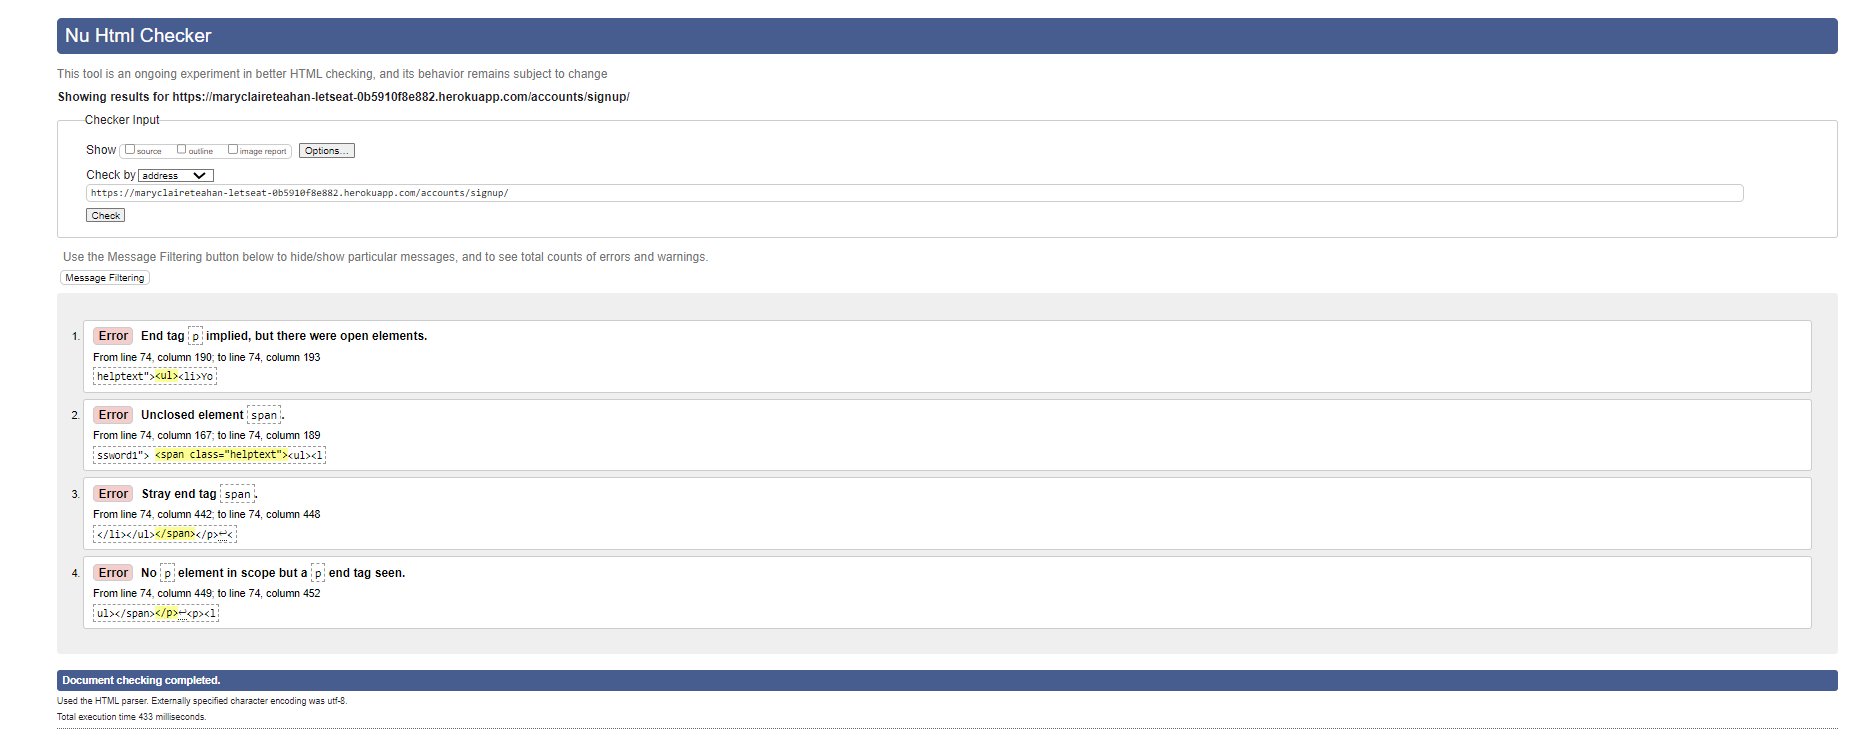 Nu Html Checker
This tool is an ongoing experiment in better HTML checking, and its behavior remains subject to change
Showing results for https://maryclaireteahan-letseat-0b5910f8e882.herokuapp.com/accounts/signup/
Checker Input
Show source outline image report Options...
Check by address
https://maryclaireteahan-letseat-0b5910f8e882.herokuapp.com/accounts/signup/
Check
Use the Message Filtering button below to hide/show particular messages, and to see total counts of errors and warnings.
Message Filtering
1. Error End tag p implied, but there were open elements.
From line 74, column 190; to line 74, column 193
helptext"><ul><li>Yo
2. Error Unclosed element span.
From line 74, column 167; to line 74, column 189
ssword1"> <span class="helptext"><ul><l
3. Error Stray end tag span.
From line 74, column 442; to line 74, column 448
</li></ul></span></p>↩<
4. Error No p element in scope but a p end tag seen.
From line 74, column 449; to line 74, column 452
ul></span></p>↩<p><l
Document checking completed.
Used the HTML parser. Externally specified character encoding was utf-8.
Total execution time 433 milliseconds.